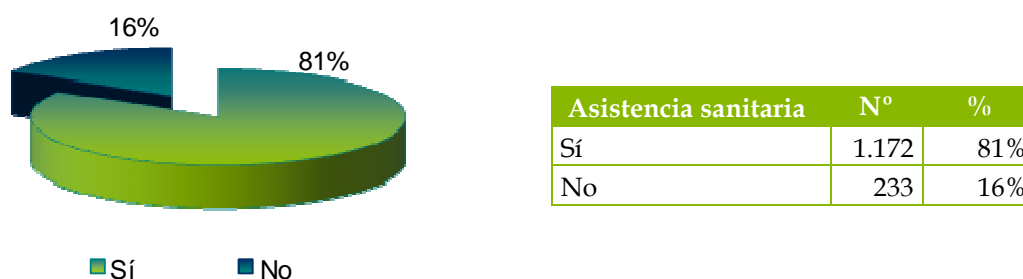 16%
81%
Sí
No
Asistencia sanitaria Nº %
Sí 1.172 81%
No 233 16%